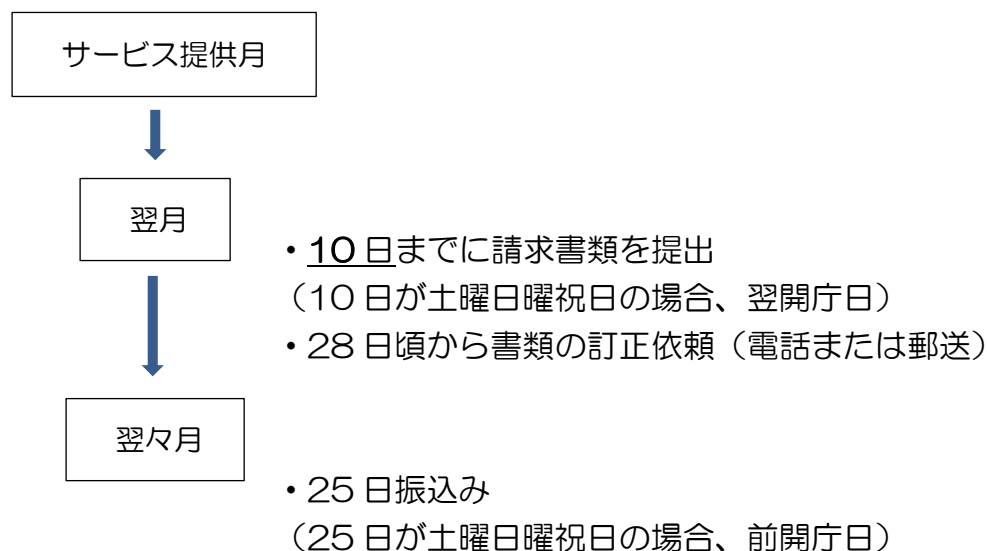 サービス提供月
翌月
・10日までに請求書類を提出
（10日が土曜日曜祝日の場合、翌開庁日）
・28日頃から書類の訂正依頼（電話または郵送）
翌々月
・25日振込み
（25日が土曜日曜祝日の場合、前開庁日）